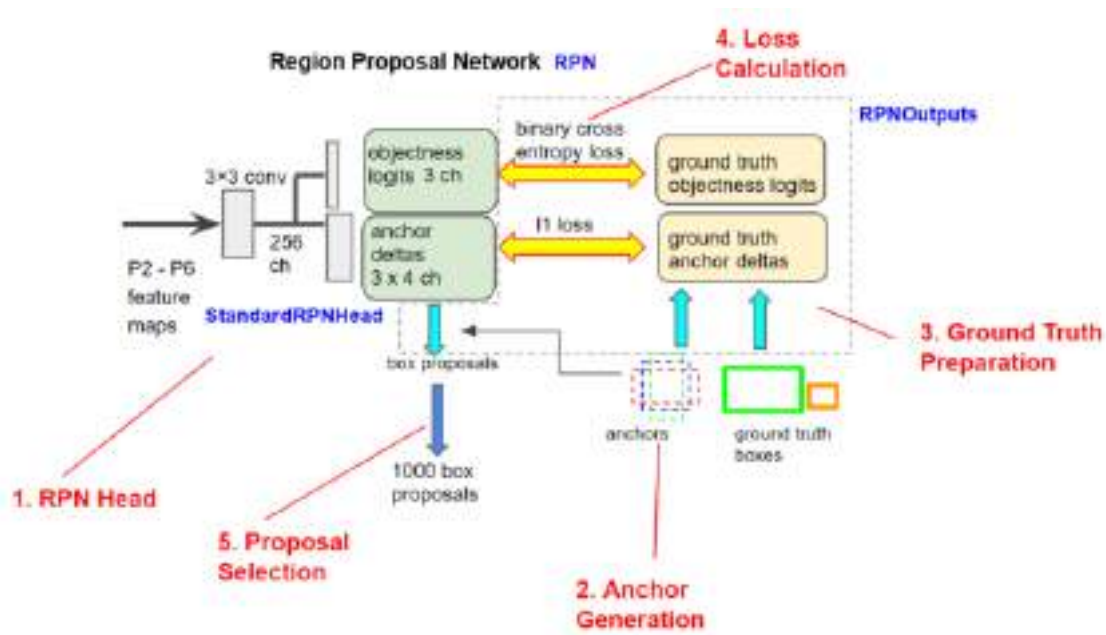 4. Loss
Calculation
Region Proposal Network RPN
RPNOutputs
binary cross
entropy loss
objectness
logits 3 ch
ground truth
objectness logits
3×3 conv
l1 loss
anchor
deltas
3 x 4 ch
ground truth
anchor deltas
256
ch
P2 - P6
feature
maps
StandardRPNHead
3. Ground Truth
Preparation
box proposals
anchors
ground truth
boxes
1000 box
proposals
1. RPN Head
5. Proposal
Selection
2. Anchor
Generation